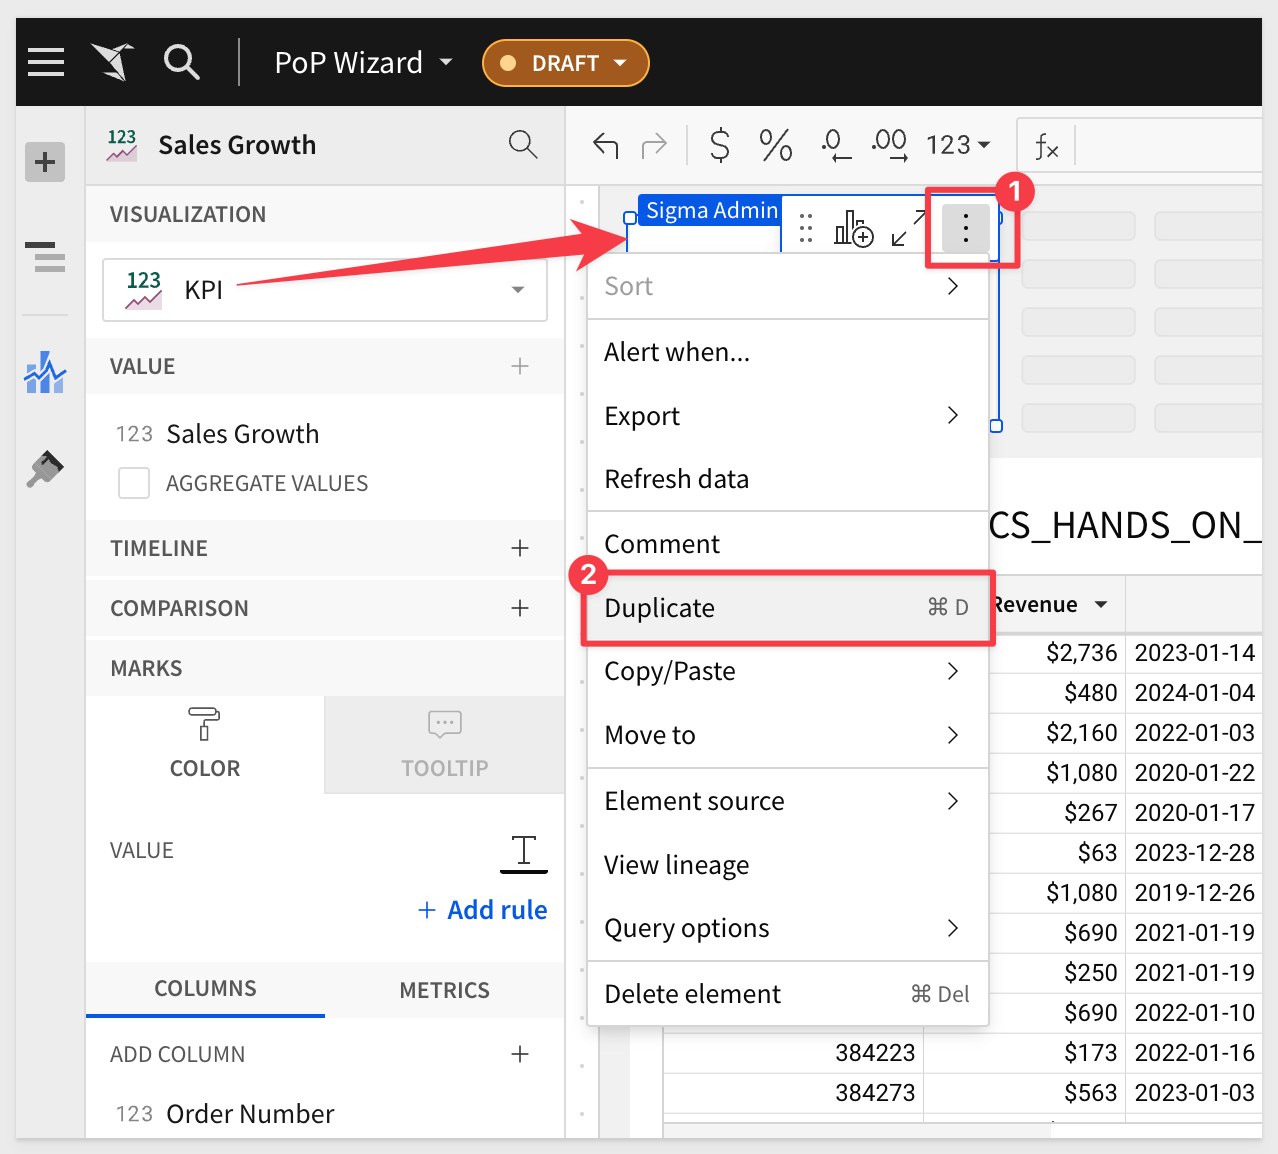 PoP Wizard
DRAFT
123
Sales Growth
$ % .0 .00 123
fx
1
VISUALIZATION
Sigma Admin
123
KPI
Sort
Alert when...
VALUE
Export
123 Sales Growth
AGGREGATE VALUES
Refresh data
CS_HANDS_ON_
TIMELINE
Comment
2
COMPARISON
Duplicate ⌘ D
Revenue
MARKS
Copy/Paste
$2,736 2023-01-14
$480 2024-01-04
Move to
$2,160 2022-01-03
COLOR
TOOLTIP
$1,080 2020-01-22
Element source
$267 2020-01-17
VALUE
T
View lineage
$63 2023-12-28
$1,080 2019-12-26
+ Add rule
Query options
$690 2021-01-19
$250 2021-01-19
COLUMNS
METRICS
Delete element ⌘ Del
$690 2022-01-10
ADD COLUMN
384223 $173 2022-01-16
384273 $563 2023-01-03
123 Order Number